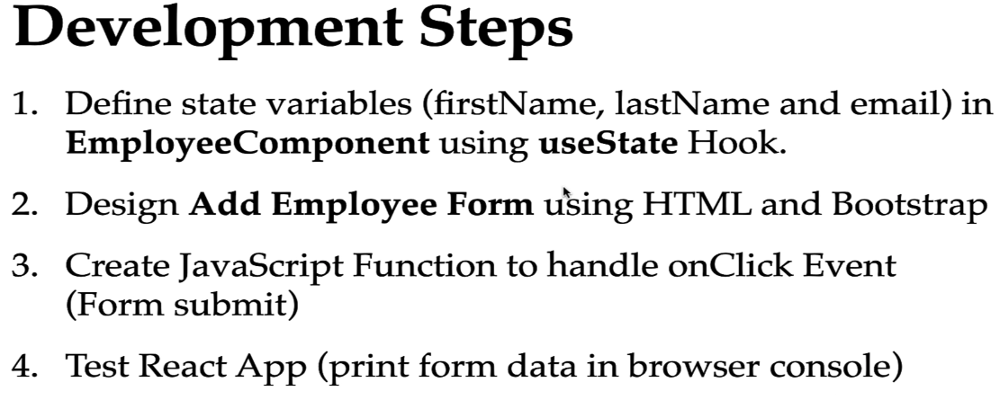 Development Steps
1. Define state variables (firstName, lastName and email) in
EmployeeComponent using useState Hook.
2. Design Add Employee Form using HTML and Bootstrap
3. Create JavaScript Function to handle onClick Event
(Form submit)
4. Test React App (print form data in browser console)